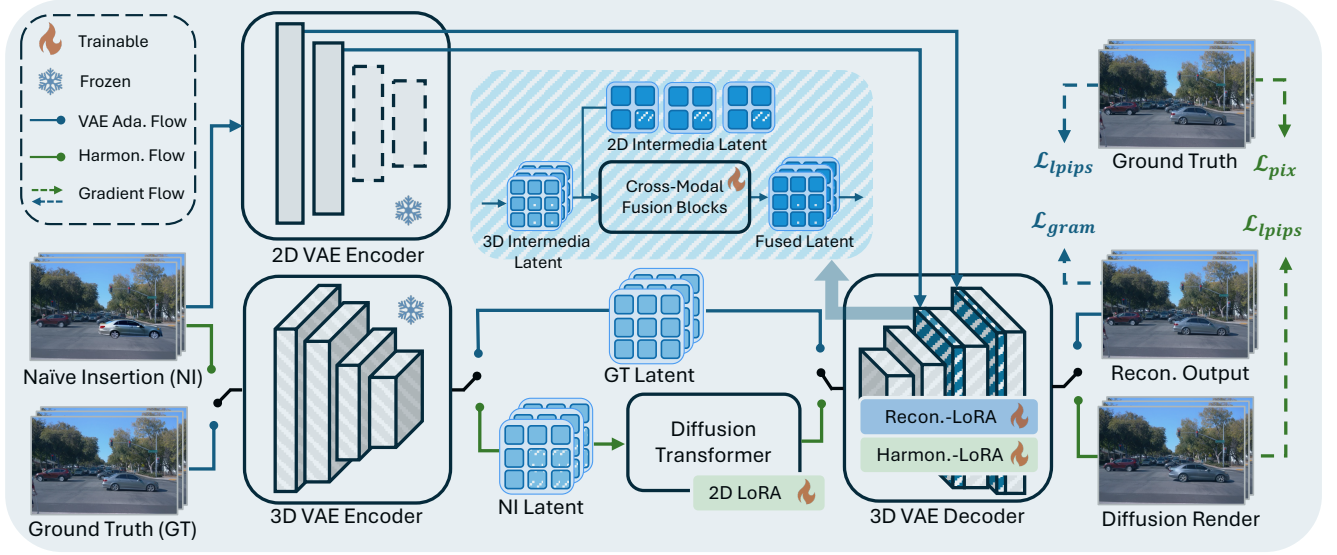 Trainable
Frozen
VAE Ada. Flow
Harmon. Flow
Gradient Flow
2D VAE Encoder
2D Intermedia Latent
Cross-Modal
Fusion Blocks
3D Intermedia
Latent
Fused Latent
Ground Truth
ℒlpips
ℒpix
ℒgram
ℒlpips
Naïve Insertion (NI)
Ground Truth (GT)
3D VAE Encoder
GT Latent
NI Latent
Diffusion
Transformer
2D LoRA
Recon.-LoRA
Harmon.-LoRA
3D VAE Decoder
Recon. Output
Diffusion Render